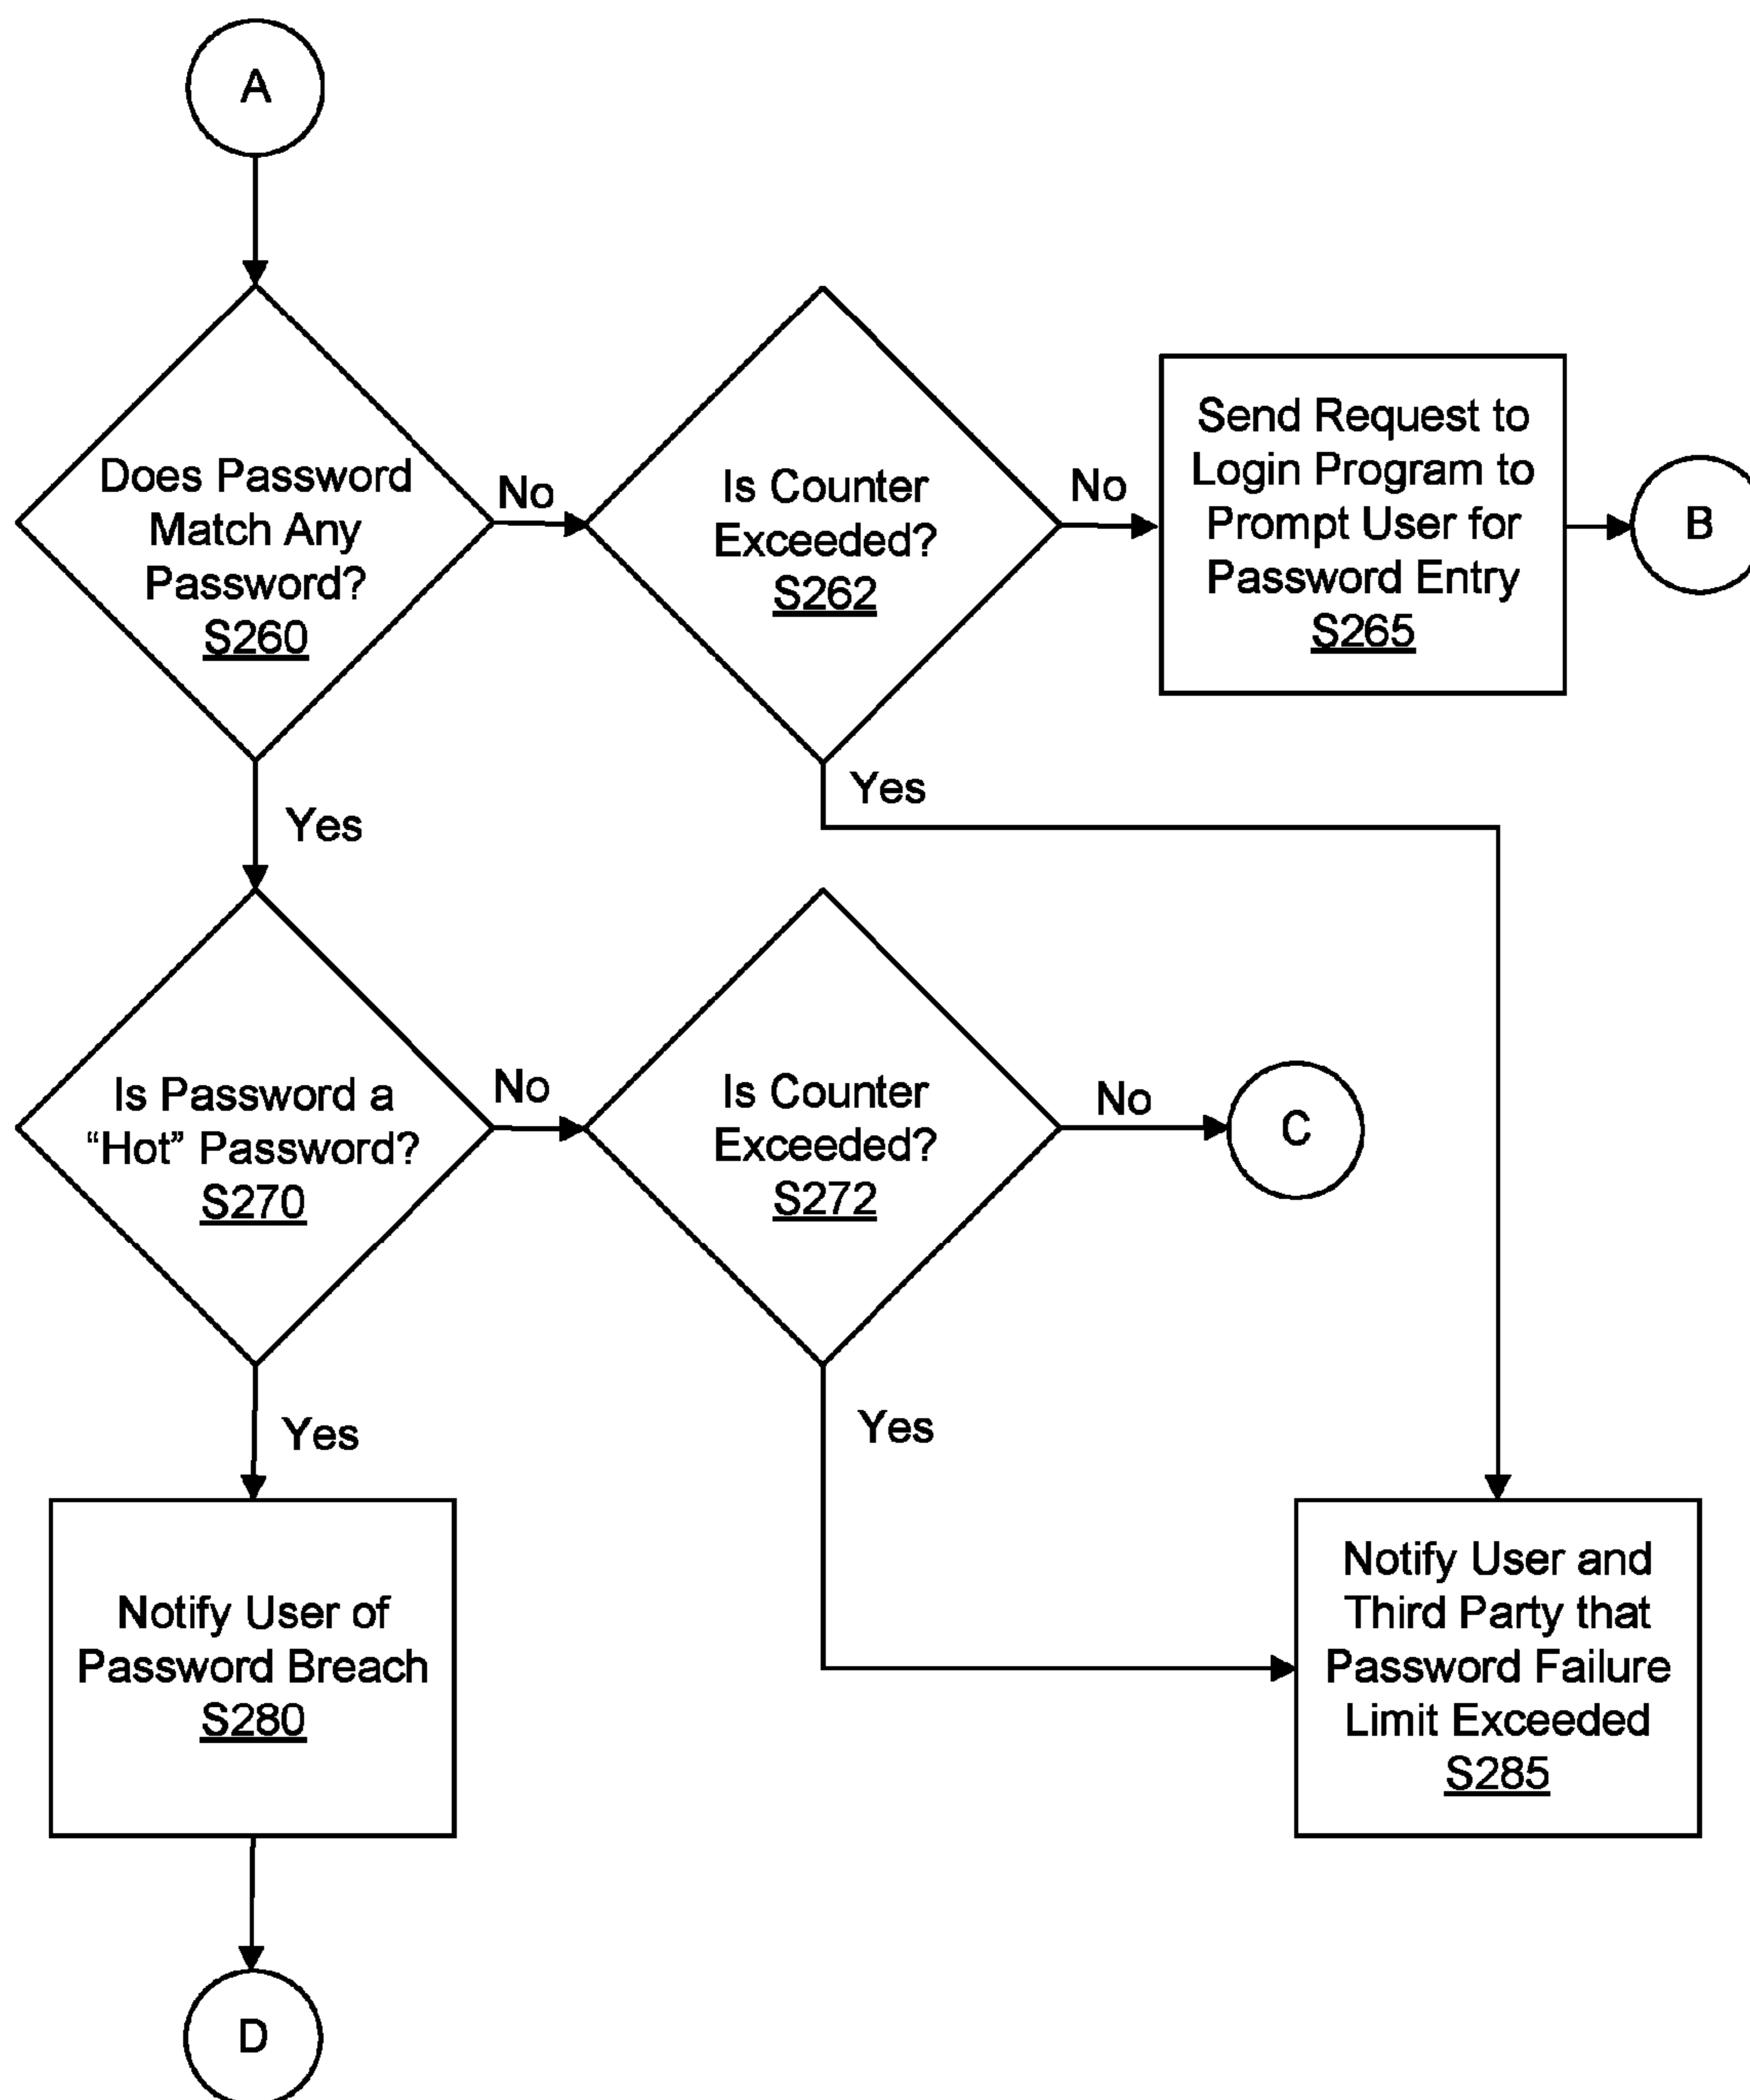 A
Does Password
Match Any
Password?
S260
No
Is Counter
Exceeded?
S262
No
Send Request to
Login Program to
Prompt User for
Password Entry
S265
B
Yes
Yes
Is Password a
“Hot” Password?
S270
No
Is Counter
Exceeded?
S272
No
C
Yes
Yes
Notify User of
Password Breach
S280
Notify User and
Third Party that
Password Failure
Limit Exceeded
S285
D